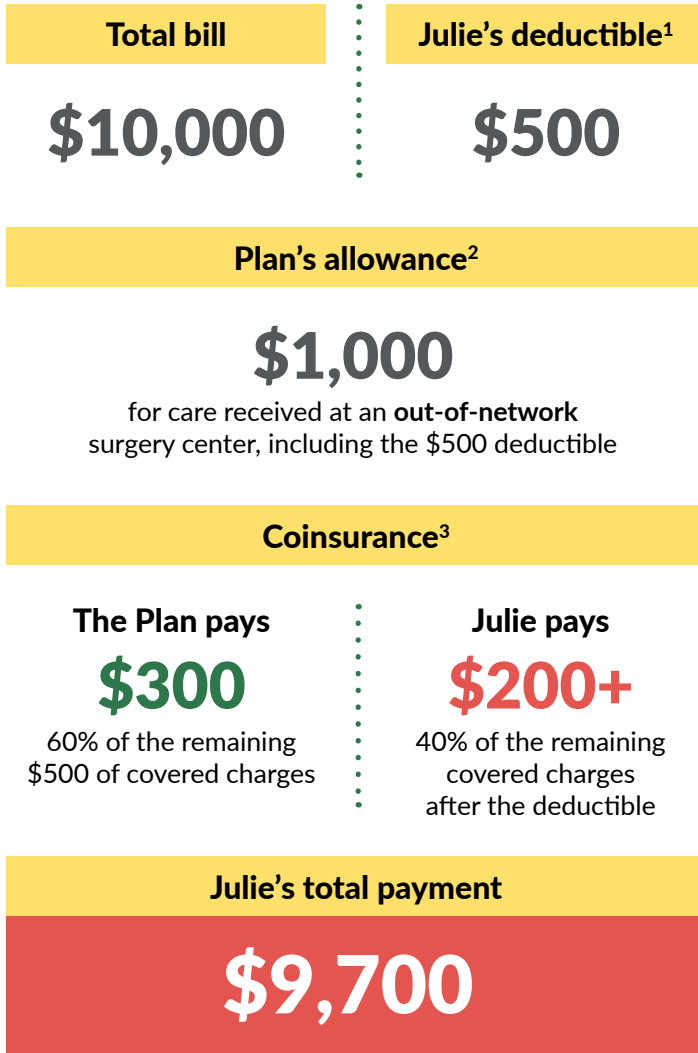 Total bill
$10,000
Julie’s deductible¹
$500
Plan’s allowance²
$1,000
for care received at an out-of-network
surgery center, including the $500 deductible
Coinsurance³
The Plan pays
$300
60% of the remaining
$500 of covered charges
Julie pays
$200+
40% of the remaining
covered charges
after the deductible
Julie’s total payment
$9,700